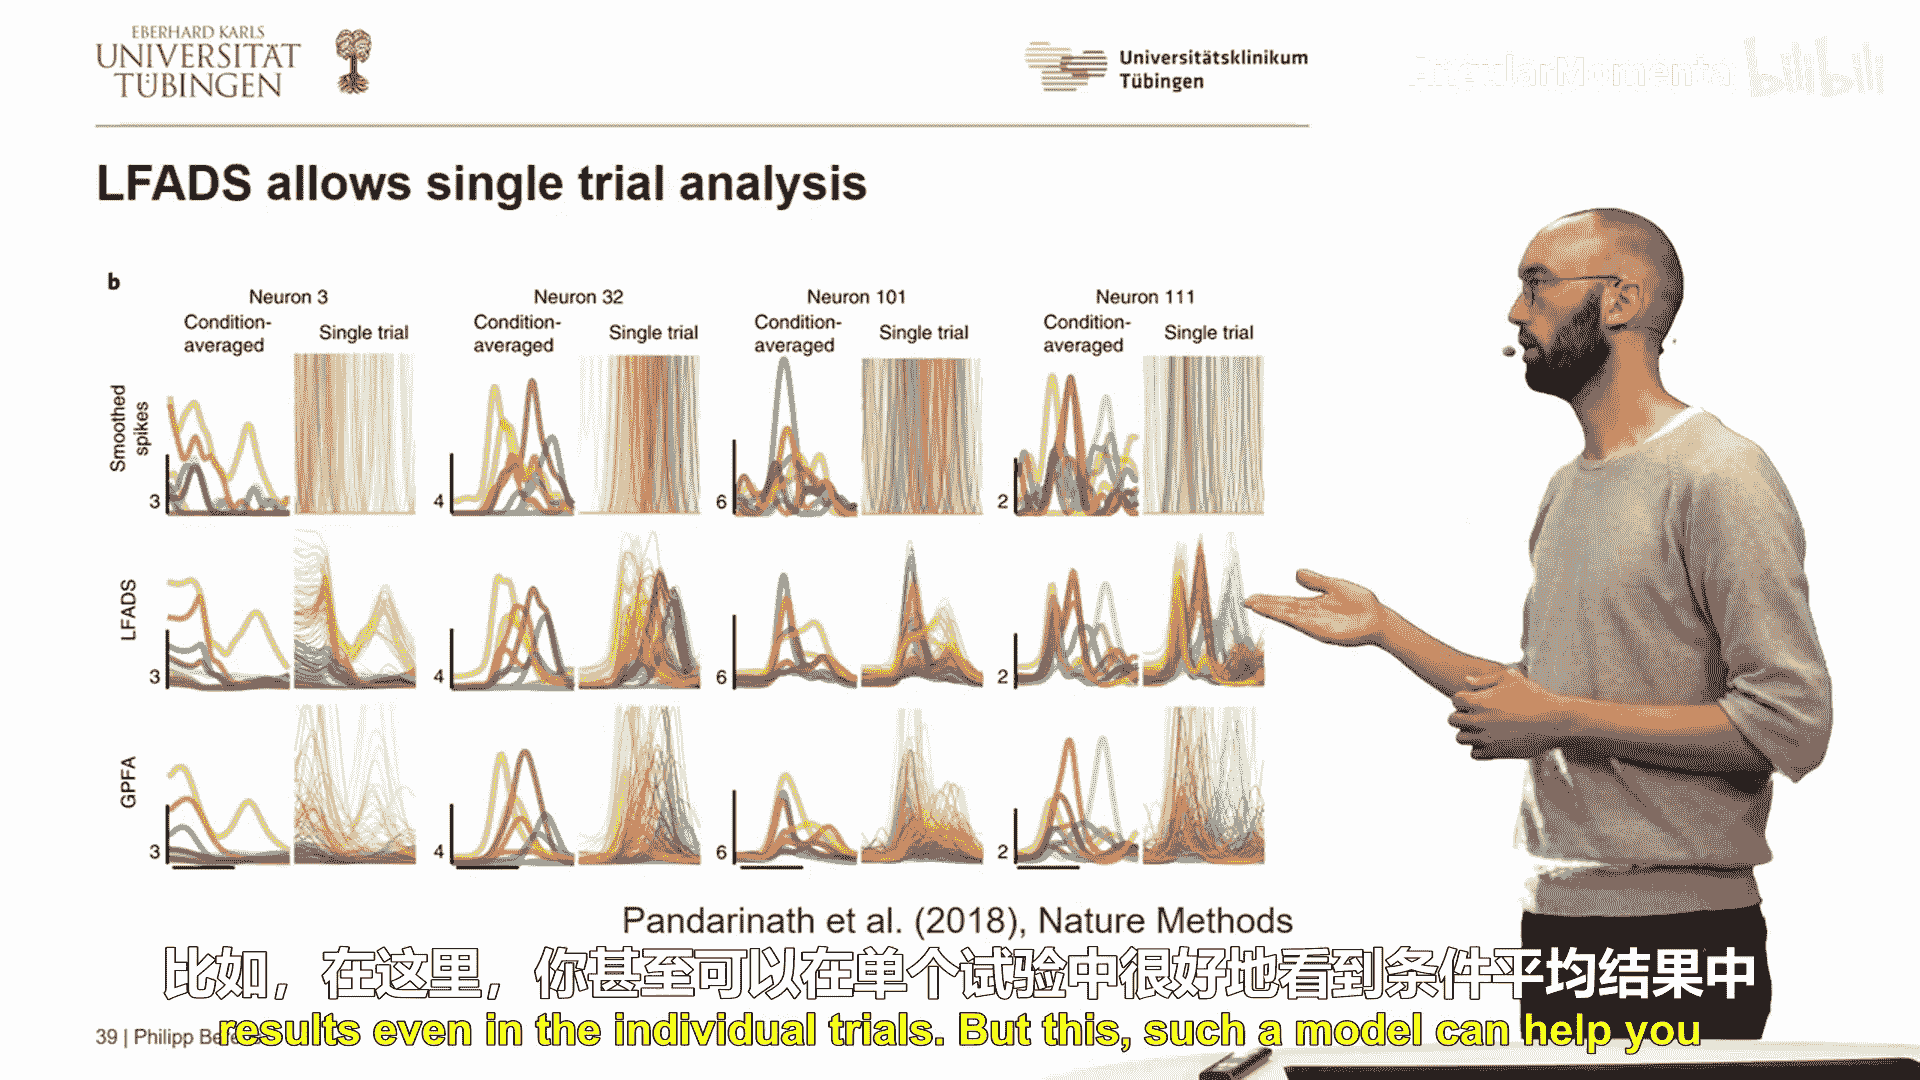 EBERHARD KARLS
UNIVERSITÄT
TÜBINGEN
Universitätsklinikum
Tübingen
AngularMomenta bilibili
LFADS allows single trial analysis
b
Neuron 3
Condition-
averaged
Single trial
Neuron 32
Condition-
averaged
Single trial
Neuron 101
Condition-
averaged
Single trial
Neuron 111
Condition-
averaged
Single trial
Smoothed
spikes
3
4
6
2
LFADS
3
4
6
2
GPFA
3
4
6
2
Pandarinath et al. (2018), Nature Methods
比如，在这里，你甚至可以在单个试验中很好地看到条件平均结果中
results even in the individual trials. But this, such a model can help you
39 | Philipp